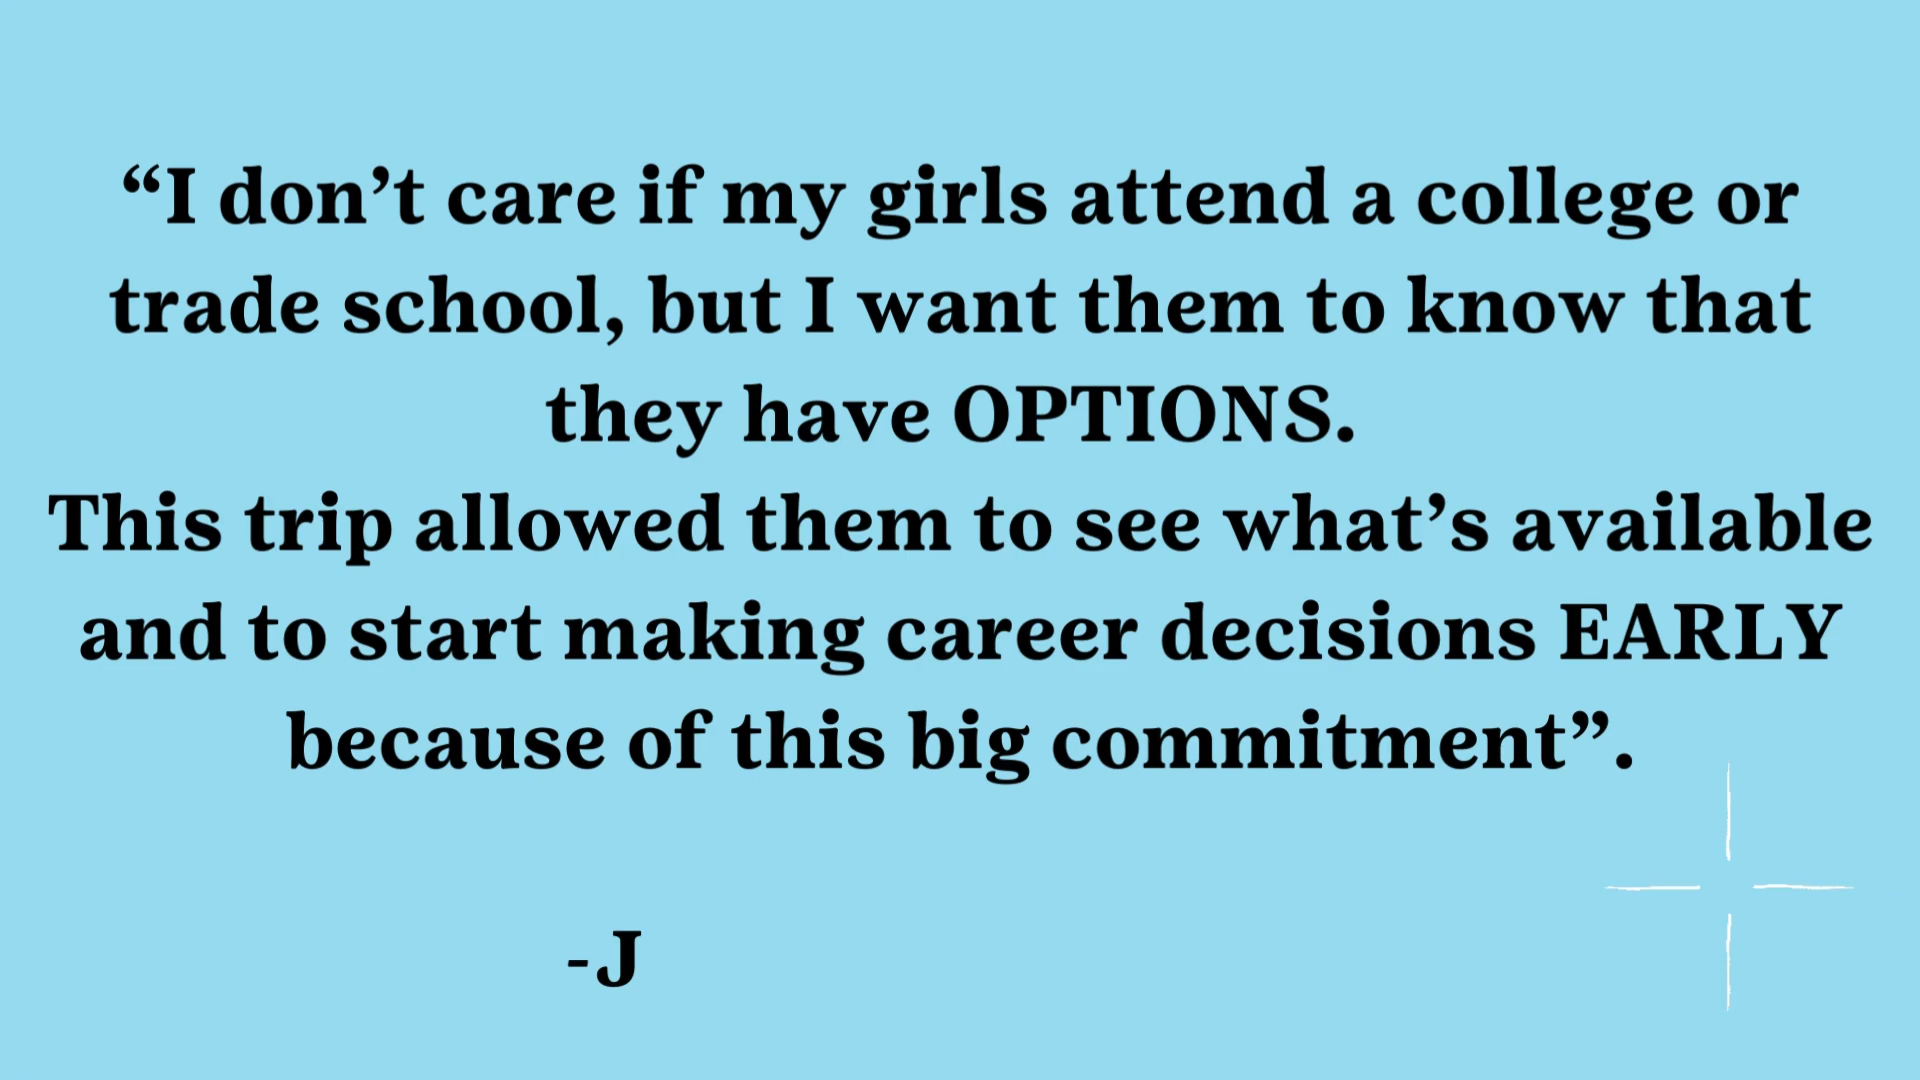 “I don’t care if my girls attend a college or
trade school, but I want them to know that
they have OPTIONS.
This trip allowed them to see what’s available
and to start making career decisions EARLY
because of this big commitment”.
-J